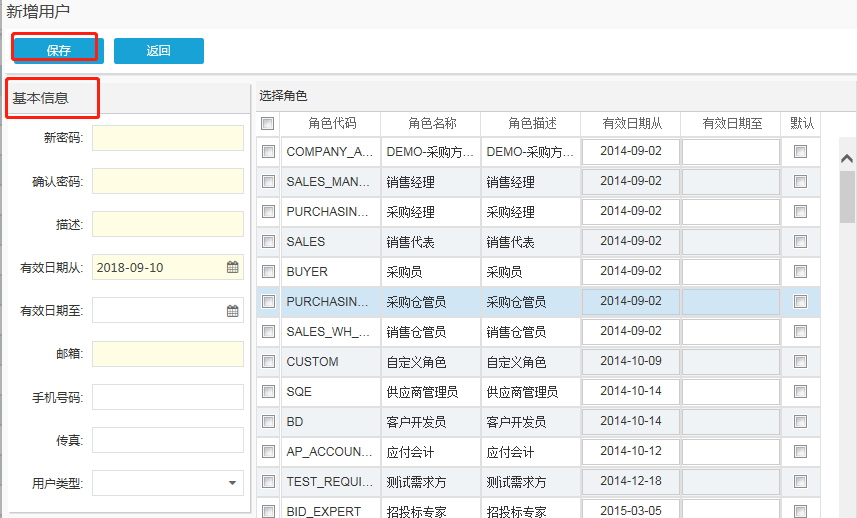 新增用户
保存 返回
基本信息
新密码:
确认密码:
描述:
有效日期从: 2018-09-10
有效日期至:
邮箱:
手机号码:
传真:
用户类型:
选择角色
角色代码 角色名称 角色描述 有效日期从 有效日期至 默认
COMPANY_A... DEMO-采购方... DEMO-采购方... 2014-09-02
SALES_MAN... 销售经理 销售经理 2014-09-02
PURCHASIN... 采购经理 采购经理 2014-09-02
SALES 销售代表 销售代表 2014-09-02
BUYER 采购员 采购员 2014-09-02
PURCHASIN... 采购仓管员 采购仓管员 2014-09-02
SALES_WH_... 销售仓管员 销售仓管员 2014-09-02
CUSTOM 自定义角色 自定义角色 2014-10-09
SQE 供应商管理员 供应商管理员 2014-10-14
BD 客户开发员 客户开发员 2014-10-14
AP_ACCOUN... 应付会计 应付会计 2014-10-12
TEST_REQUI... 测试需求方 测试需求方 2014-12-18
BID_EXPERT 招投标专家 招投标专家 2015-03-05